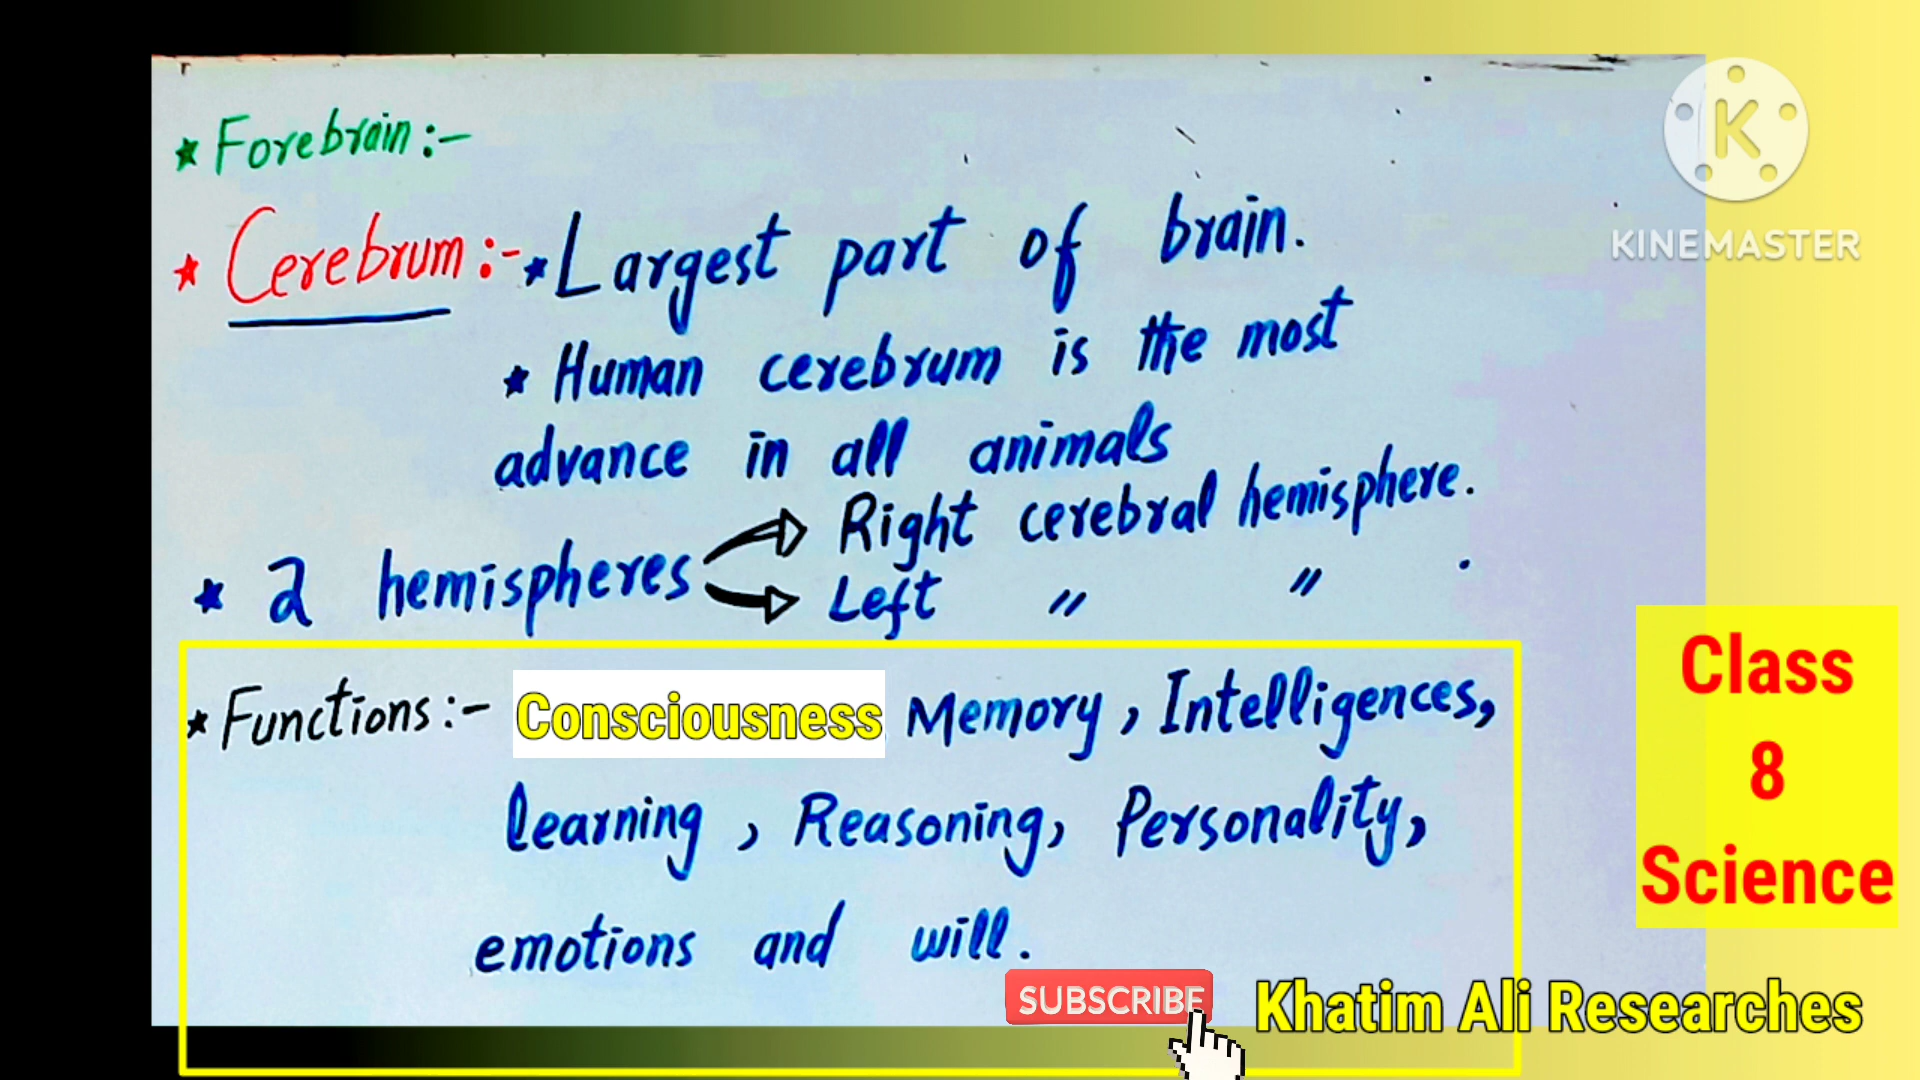 * Forebrain:-
* Cerebrum:- * Largest part of brain.
* Human cerebrum is the most
advance in all animals
* 2 hemispheres Right cerebral hemisphere.
Left " " .
* Functions:- Consciousness Memory, Intelligences,
learning, Reasoning, Personality,
emotions and will.
K
KINEMASTER
Class
8
Science
SUBSCRIBE
Khatim Ali Researches